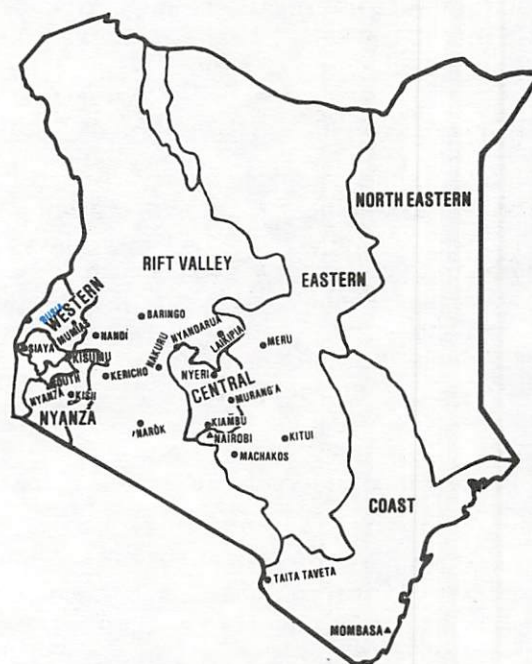 NORTH EASTERN
RIFT VALLEY
EASTERN
BUSIA
WESTERN
BARINGO
MUMIAS
NANDI
NYANDARUA
LAIKIPIA
MERU
SIAYA
KISUMU
NAKURU
KERICHO
NYERI
CENTRAL
SOUTH
NYANZA
KISII
MURANG'A
NYANZA
NAROK
KIAMBU
NAIROBI
KITUI
MACHAKOS
COAST
TAITA TAVETA
MOMBASA